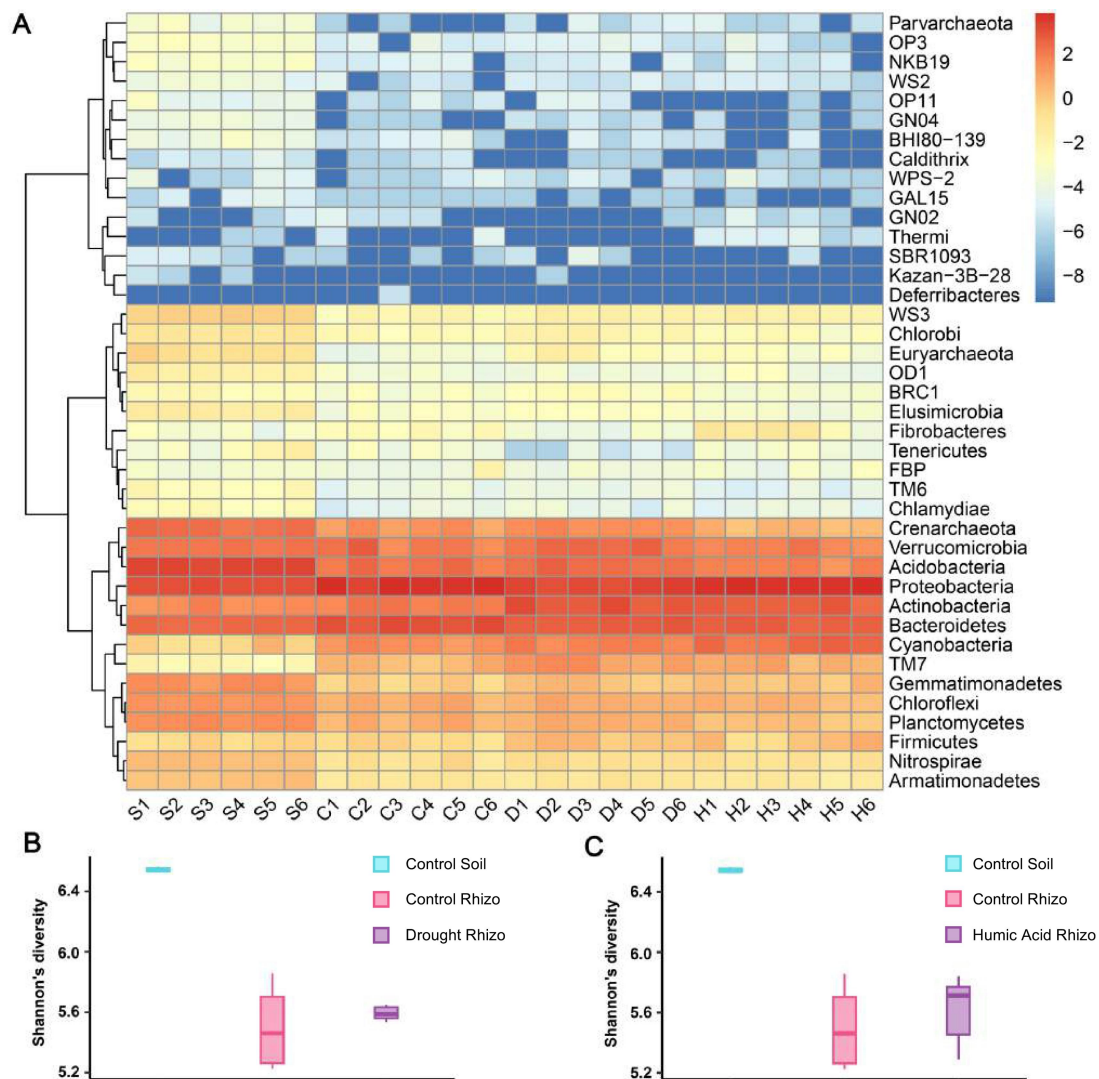 A
Parvarchaeota
OP3
NKB19
WS2
OP11
GN04
BHI80-139
Caldithrix
WPS-2
GAL15
GN02
Thermi
SBR1093
Kazan-3B-28
Deferribacteres
WS3
Chlorobi
Euryarchaeota
OD1
BRC1
Elusimicrobia
Fibrobacteres
Tenericutes
FBP
TM6
Chlamydiae
Crenarchaeota
Verrucomicrobia
Acidobacteria
Proteobacteria
Actinobacteria
Bacteroidetes
Cyanobacteria
TM7
Gemmatimonadetes
Chloroflexi
Planctomycetes
Firmicutes
Nitrospirae
Armatimonadetes
2
0
−2
−4
−6
−8
S1 S2 S3 S4 S5 S6 C1 C2 C3 C4 C5 C6 D1 D2 D3 D4 D5 D6 H1 H2 H3 H4 H5 H6
B
Shannon's diversity
6.4
6.0
5.6
5.2
Control Soil
Control Rhizo
Drought Rhizo
C
Shannon's diversity
6.4
6.0
5.6
5.2
Control Soil
Control Rhizo
Humic Acid Rhizo